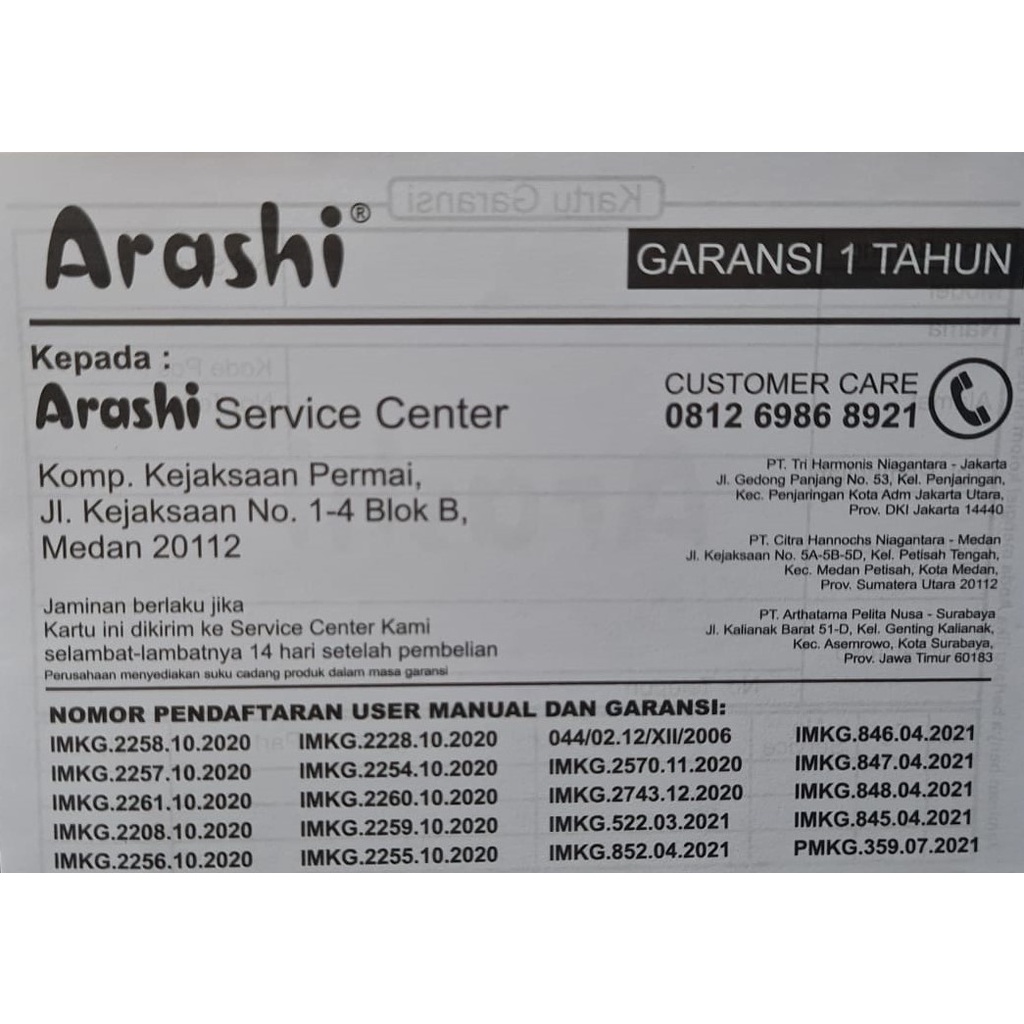 Kartu Garansi
Arashi®
GARANSI 1 TAHUN
Kepada :
Arashi Service Center
Komp. Kejaksaan Permai,
Jl. Kejaksaan No. 1-4 Blok B,
Medan 20112
Jaminan berlaku jika
Kartu ini dikirim ke Service Center Kami
selambat-lambatnya 14 hari setelah pembelian
Perusahaan menyediakan suku cadang produk dalam masa garansi
CUSTOMER CARE
0812 6986 8921
PT. Tri Harmonis Niagantara - Jakarta
Jl. Gedong Panjang No. 53, Kel. Penjaringan,
Kec. Penjaringan Kota Adm Jakarta Utara,
Prov. DKI Jakarta 14440
PT. Citra Hannochs Niagantara - Medan
Jl. Kejaksaan No. 5A-5B-5D, Kel. Petisah Tengah,
Kec. Medan Petisah, Kota Medan,
Prov. Sumatera Utara 20112
PT. Arthatama Pelita Nusa - Surabaya
Jl. Kalianak Barat 51-D, Kel. Genting Kalianak,
Kec. Asemrowo, Kota Surabaya,
Prov. Jawa Timur 60183
NOMOR PENDAFTARAN USER MANUAL DAN GARANSI:
IMKG.2258.10.2020 IMKG.2228.10.2020 044/02.12/XII/2006 IMKG.846.04.2021
IMKG.2257.10.2020 IMKG.2254.10.2020 IMKG.2570.11.2020 IMKG.847.04.2021
IMKG.2261.10.2020 IMKG.2260.10.2020 IMKG.2743.12.2020 IMKG.848.04.2021
IMKG.2208.10.2020 IMKG.2259.10.2020 IMKG.522.03.2021 IMKG.845.04.2021
IMKG.2256.10.2020 IMKG.2255.10.2020 IMKG.852.04.2021 PMKG.359.07.2021